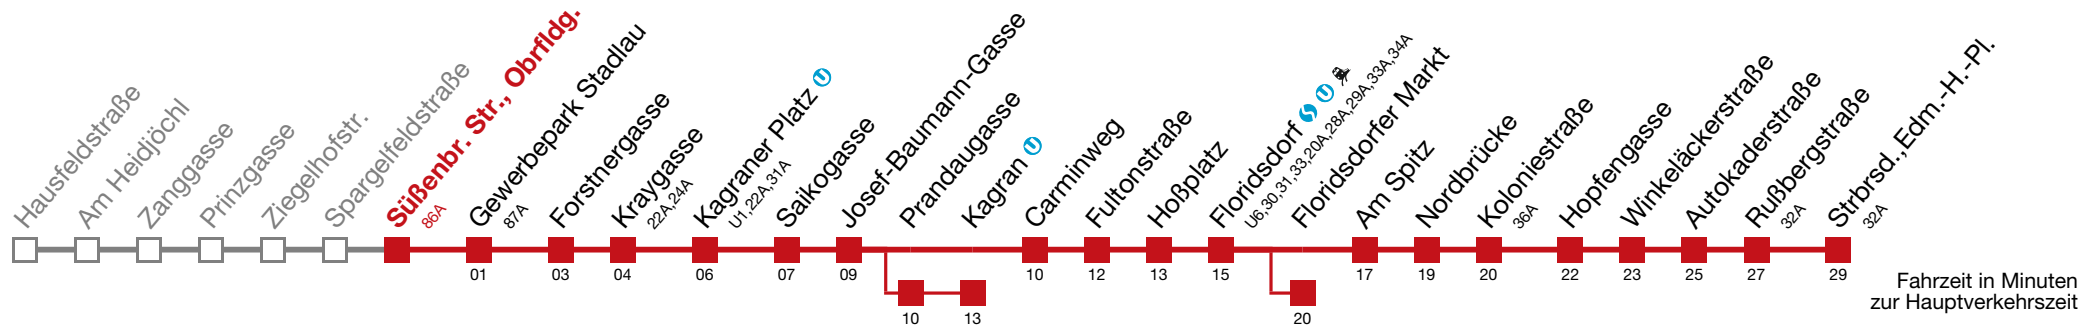 Hausfeldstraße
Am Heidjöchl
Zanggasse
Prinzgasse
Ziegelhofstr.
Spargelfeldstraße
Süßenbr. Str., Obrfldg.
86A
Gewerbepark Stadlau
87A
Forstnergasse
Kraygasse
22A,24A
Kagraner Platz U
U1,22A,31A
Saikogasse
Josef-Baumann-Gasse
Prandaugasse
Kagran U
Carminweg
Fultonstraße
Hoßplatz
Floridsdorf S U
U6,30,31,33,20A,28A,29A,33A,34A
Floridsdorfer Markt
Am Spitz
Nordbrücke
Koloniestraße
36A
Hopfengasse
Winkeläckerstraße
Autokaderstraße
Rußbergstraße
32A
Strbrsd., Edm.-H.-Pl.
32A
01 03 04 06 07 09 10 12 13 15 17 19 20 22 23 25 27 29
10 13 20
Fahrzeit in Minuten
zur Hauptverkehrszeit